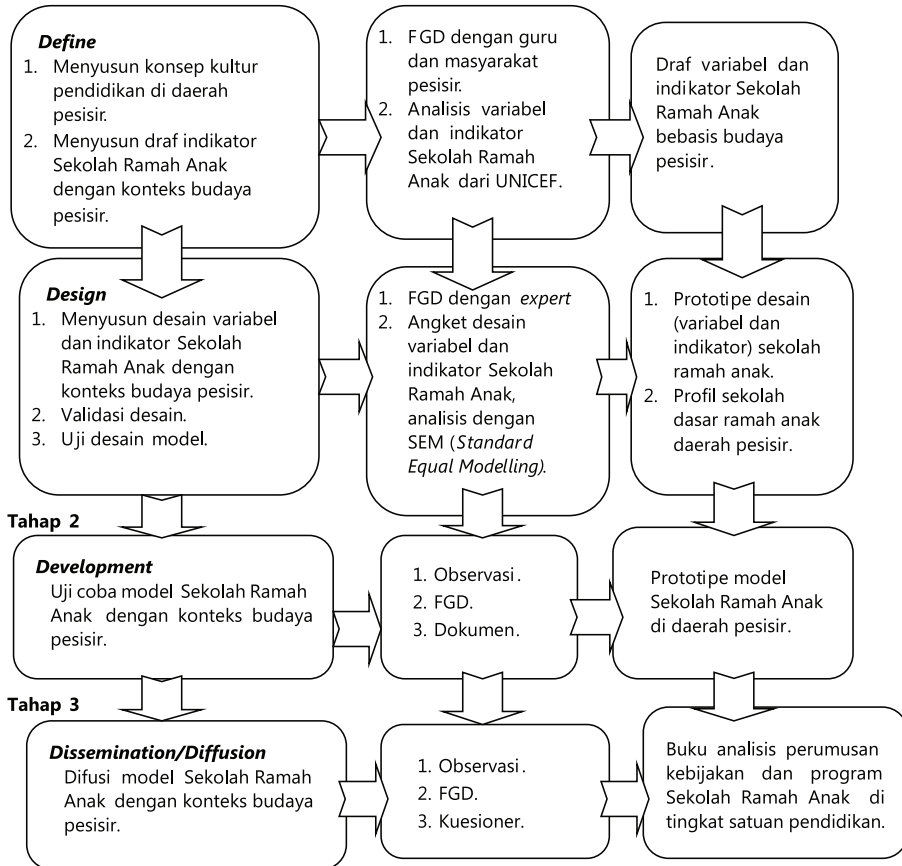 Define
1. Menyusun konsep kultur
pendidikan di daerah
pesisir.
2. Menyusun draf indikator
Sekolah Ramah Anak
dengan konteks budaya
pesisir.
1. FGD dengan guru
dan masyarakat
pesisir.
2. Analisis variabel
dan indikator
Sekolah Ramah
Anak dari UNICEF.
Draf variabel dan
indikator Sekolah
Ramah Anak
bebasis budaya
pesisir.
Design
1. Menyusun desain variabel
dan indikator Sekolah
Ramah Anak dengan
konteks budaya pesisir.
2. Validasi desain.
3. Uji desain model.
1. FGD dengan expert
2. Angket desain
variabel dan
indikator Sekolah
Ramah Anak,
analisis dengan
SEM (Standard
Equal Modelling).
1. Prototipe desain
(variabel dan
indikator) sekolah
ramah anak.
2. Profil sekolah
dasar ramah anak
daerah pesisir.
Tahap 2
Development
Uji coba model Sekolah Ramah
Anak dengan konteks budaya
pesisir.
1. Observasi.
2. FGD.
3. Dokumen.
Prototipe model
Sekolah Ramah Anak
di daerah pesisir.
Tahap 3
Dissemination/Diffusion
Difusi model Sekolah Ramah
Anak dengan konteks budaya
pesisir.
1. Observasi.
2. FGD.
3. Kuesioner.
Buku analisis perumusan
kebijakan dan program
Sekolah Ramah Anak di
tingkat satuan pendidikan.